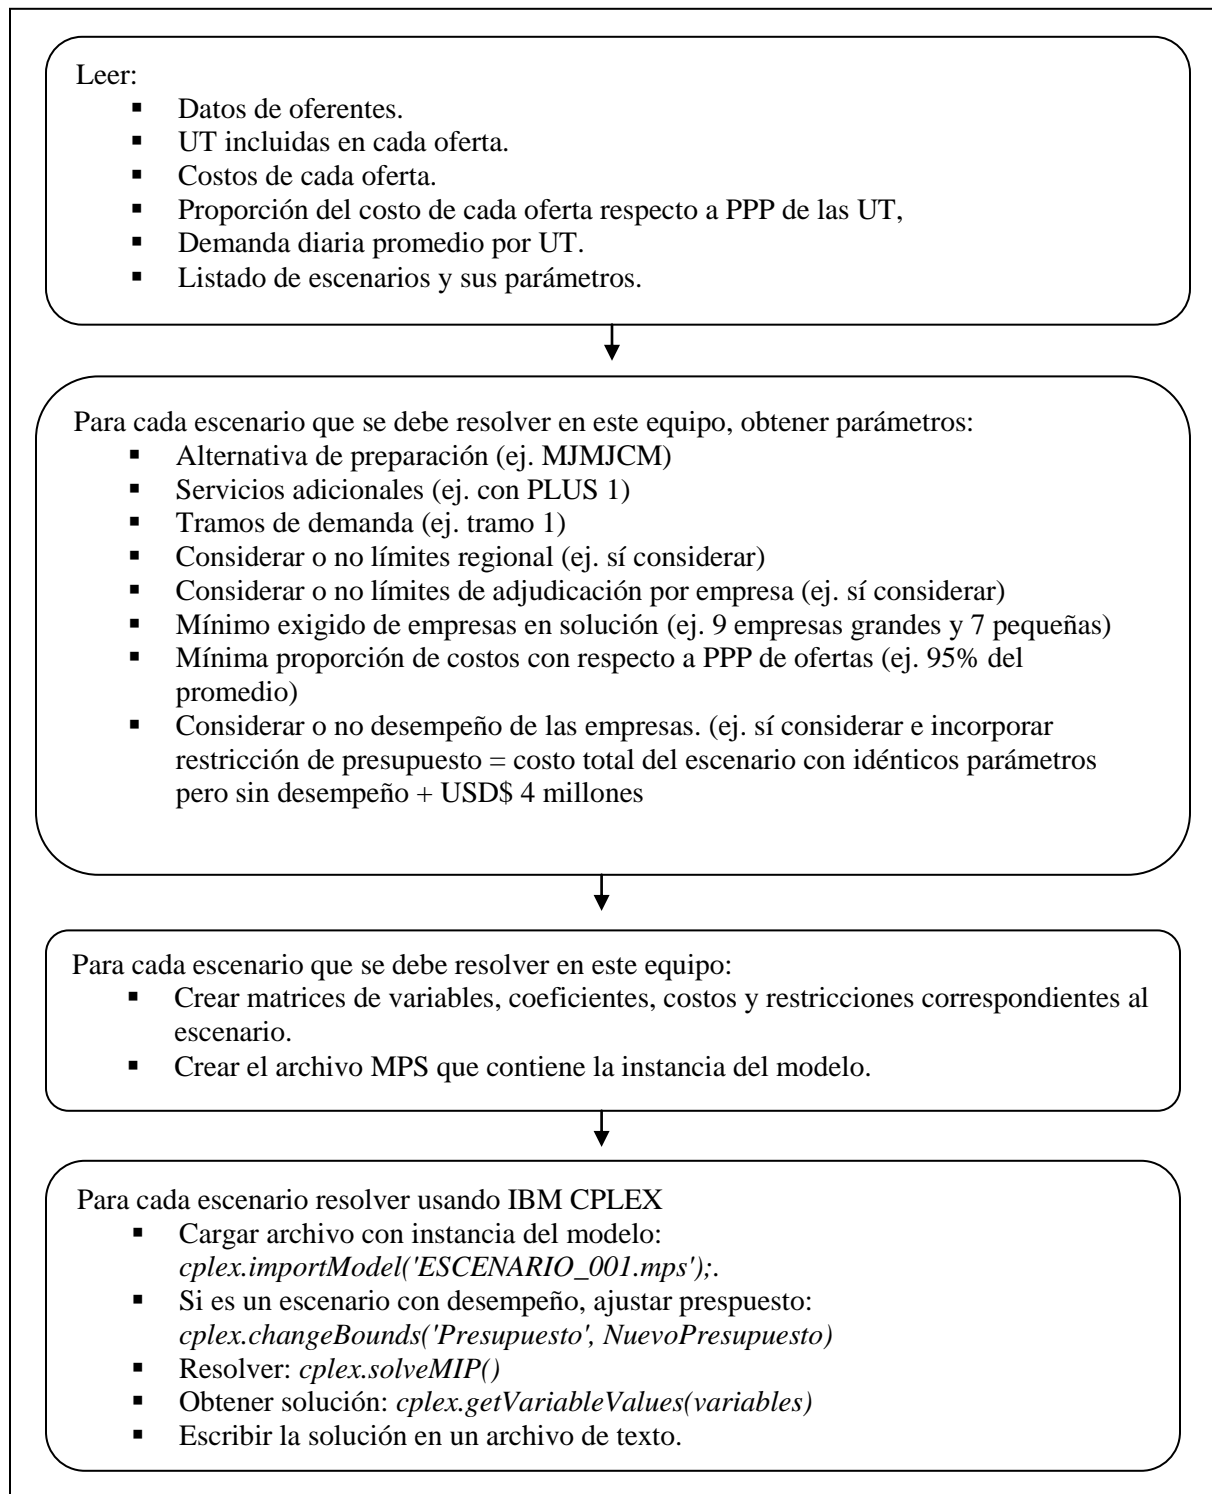 Leer:
▪ Datos de oferentes.
▪ UT incluidas en cada oferta.
▪ Costos de cada oferta.
▪ Proporción del costo de cada oferta respecto a PPP de las UT,
▪ Demanda diaria promedio por UT.
▪ Listado de escenarios y sus parámetros.
Para cada escenario que se debe resolver en este equipo, obtener parámetros:
▪ Alternativa de preparación (ej. MJMJCM)
▪ Servicios adicionales (ej. con PLUS 1)
▪ Tramos de demanda (ej. tramo 1)
▪ Considerar o no límites regional (ej. sí considerar)
▪ Considerar o no límites de adjudicación por empresa (ej. sí considerar)
▪ Mínimo exigido de empresas en solución (ej. 9 empresas grandes y 7 pequeñas)
▪ Mínima proporción de costos con respecto a PPP de ofertas (ej. 95% del
promedio)
▪ Considerar o no desempeño de las empresas. (ej. sí considerar e incorporar
restricción de presupuesto = costo total del escenario con idénticos parámetros
pero sin desempeño + USD$ 4 millones
Para cada escenario que se debe resolver en este equipo:
▪ Crear matrices de variables, coeficientes, costos y restricciones correspondientes al
escenario.
▪ Crear el archivo MPS que contiene la instancia del modelo.
Para cada escenario resolver usando IBM CPLEX
▪ Cargar archivo con instancia del modelo:
cplex.importModel('ESCENARIO_001.mps');.
▪ Si es un escenario con desempeño, ajustar prespuesto:
cplex.changeBounds('Presupuesto', NuevoPresupuesto)
▪ Resolver: cplex.solveMIP()
▪ Obtener solución: cplex.getVariableValues(variables)
▪ Escribir la solución en un archivo de texto.